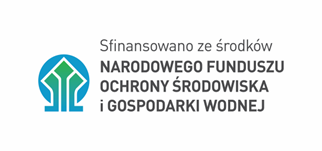 Sfinansowano ze środków
NARODOWEGO FUNDUSZU
OCHRONY ŚRODOWISKA
i GOSPODARKI WODNEJ